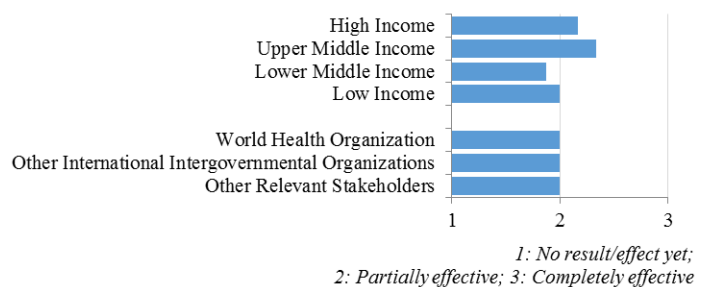 High Income
Upper Middle Income
Lower Middle Income
Low Income
World Health Organization
Other International Intergovernmental Organizations
Other Relevant Stakeholders
1 2 3
1: No result/effect yet;
2: Partially effective; 3: Completely effective